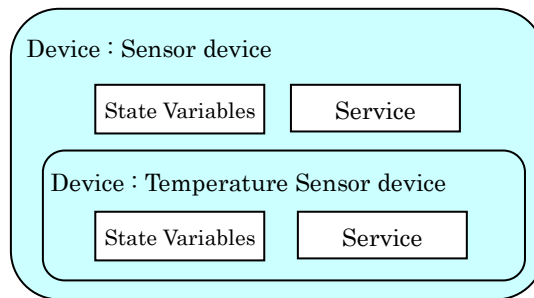 Device : Sensor device
State Variables Service
Device : Temperature Sensor device
State Variables Service